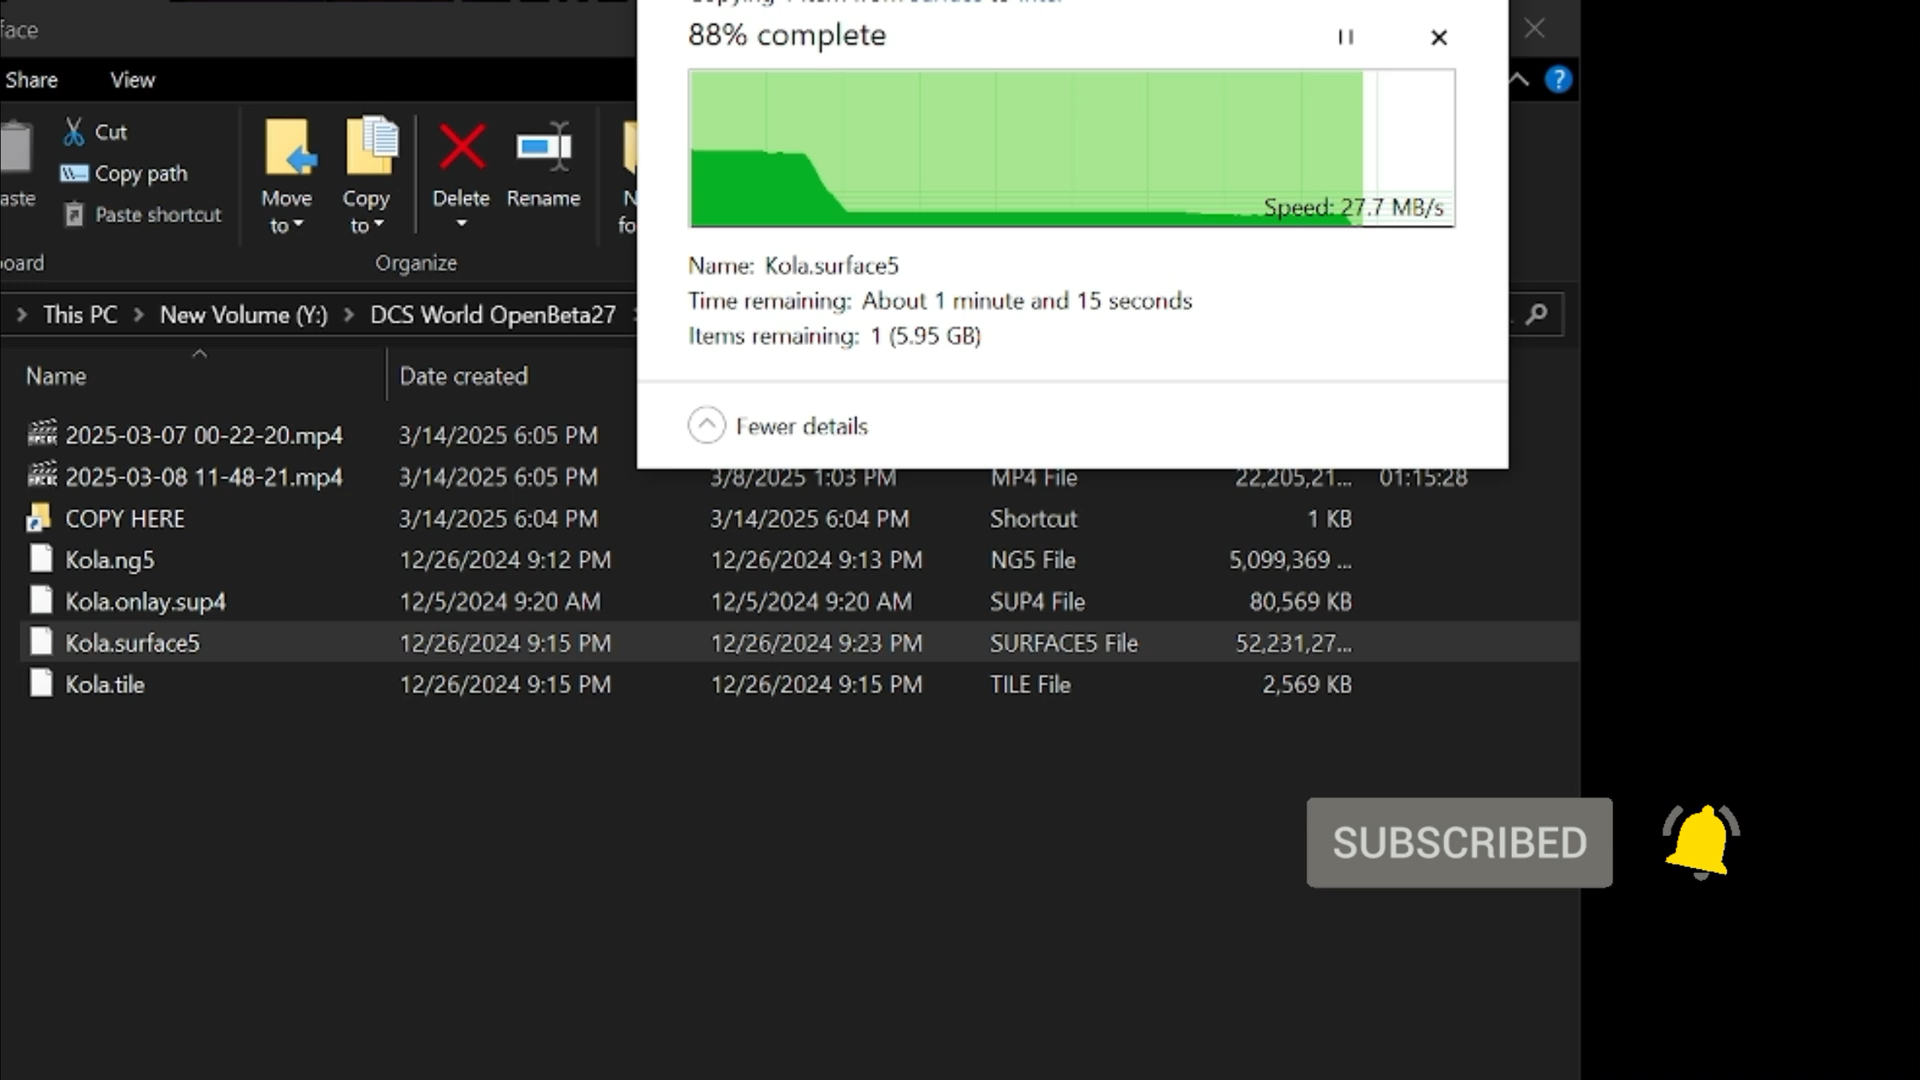 Copying 1 item from Surface to Intel
88% complete
face
Share View
?
Cut
Copy path
Paste shortcut
aste
Move to
Copy to
Delete
Rename
N
fo
oard
Organize
Speed: 27.7 MB/s
Name: Kola.surface5
Time remaining: About 1 minute and 15 seconds
Items remaining: 1 (5.95 GB)
Fewer details
This PC > New Volume (Y:) > DCS World OpenBeta27
Name Date created
2025-03-07 00-22-20.mp4 3/14/2025 6:05 PM
2025-03-08 11-48-21.mp4 3/14/2025 6:05 PM 3/8/2025 1:03 PM MP4 File 22,205,21... 01:15:28
COPY HERE 3/14/2025 6:04 PM 3/14/2025 6:04 PM Shortcut 1 KB
Kola.ng5 12/26/2024 9:12 PM 12/26/2024 9:13 PM NG5 File 5,099,369 ...
Kola.onlay.sup4 12/5/2024 9:20 AM 12/5/2024 9:20 AM SUP4 File 80,569 KB
Kola.surface5 12/26/2024 9:15 PM 12/26/2024 9:23 PM SURFACE5 File 52,231,27...
Kola.tile 12/26/2024 9:15 PM 12/26/2024 9:15 PM TILE File 2,569 KB
SUBSCRIBED